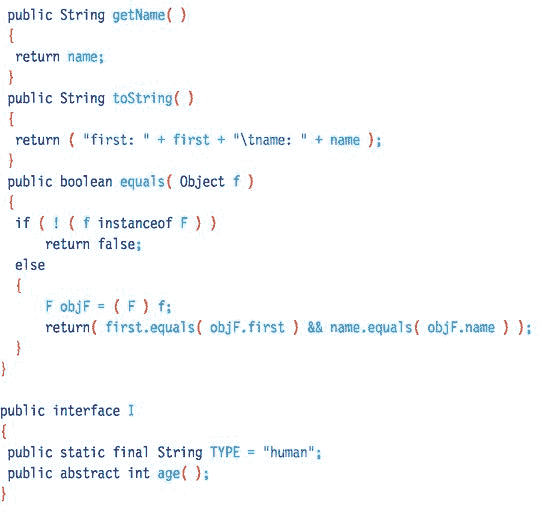 public String getName( )
{
return name;
}
public String toString( )
{
return ( "first: " + first + "\tname: " + name );
}
public boolean equals( Object f )
{
if ( ! ( f instanceof F ) )
return false;
else
{
F objF = ( F ) f;
return( first.equals( objF.first ) && name.equals( objF.name ) );
}
}
public interface I
{
public static final String TYPE = "human";
public abstract int age( );
}